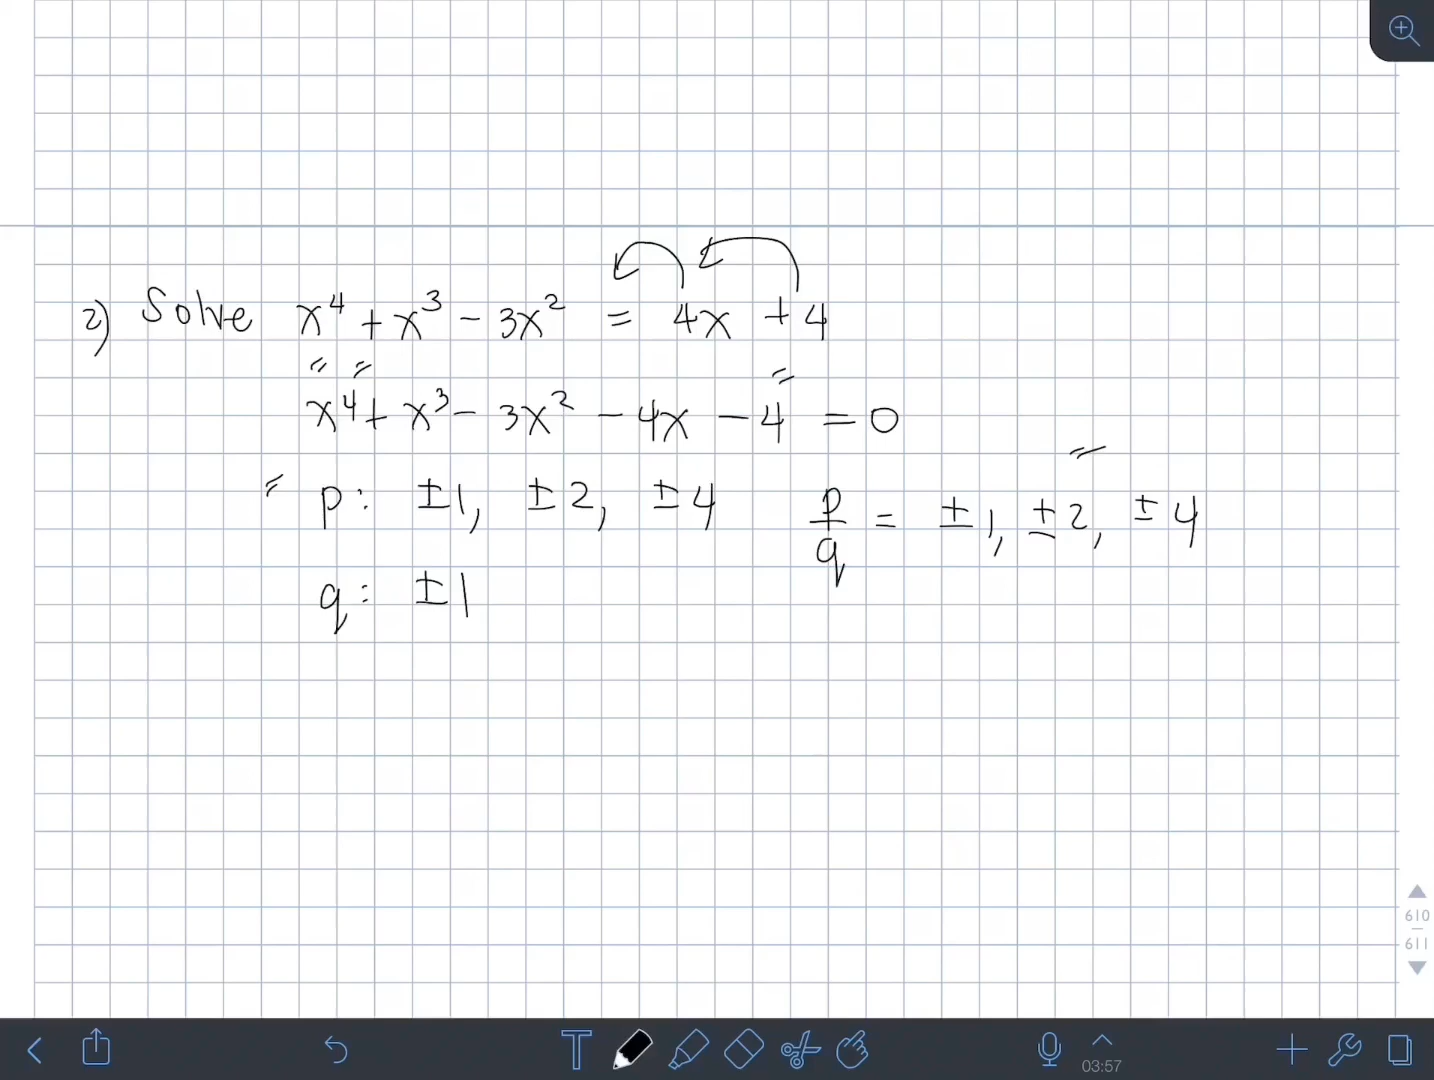 2) Solve x⁴ + x³ - 3x² = 4x + 4
x⁴ + x³ - 3x² - 4x - 4 = 0
p: ±1, ±2, ±4
p/q = ±1, ±2, ±4
q: ±1
610
611
T
03:57